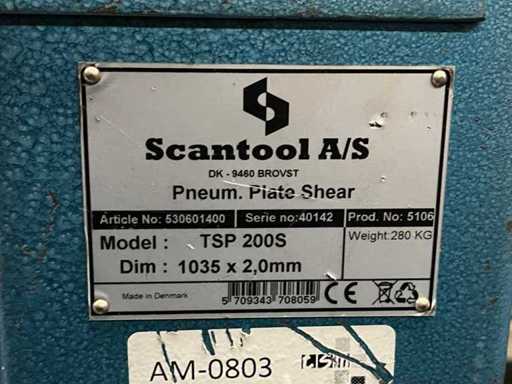 Scantool A/S
DK - 9460 BROVST
Pneum. Plate Shear
Article No: 530601400 Serie no:40142 Prod. No: 5106
Model : TSP 200S Weight:280 KG
Dim : 1035 x 2,0mm
Made in Denmark 5 709343 708059 CE
AM-0803